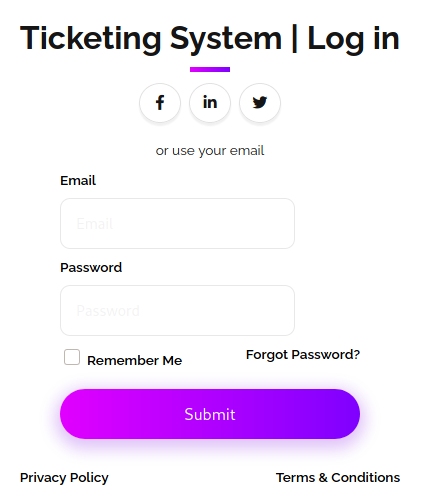 Ticketing System | Log in
or use your email
Email
Email
Password
Password
Remember Me
Forgot Password?
Submit
Privacy Policy
Terms & Conditions